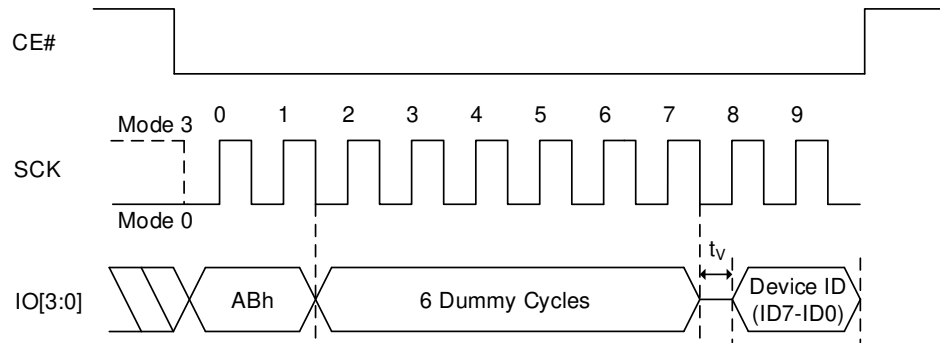 CE#
0 1 2 3 4 5 6 7 8 9
Mode 3
SCK
Mode 0
tV
IO[3:0]
ABh
6 Dummy Cycles
Device ID
(ID7-ID0)